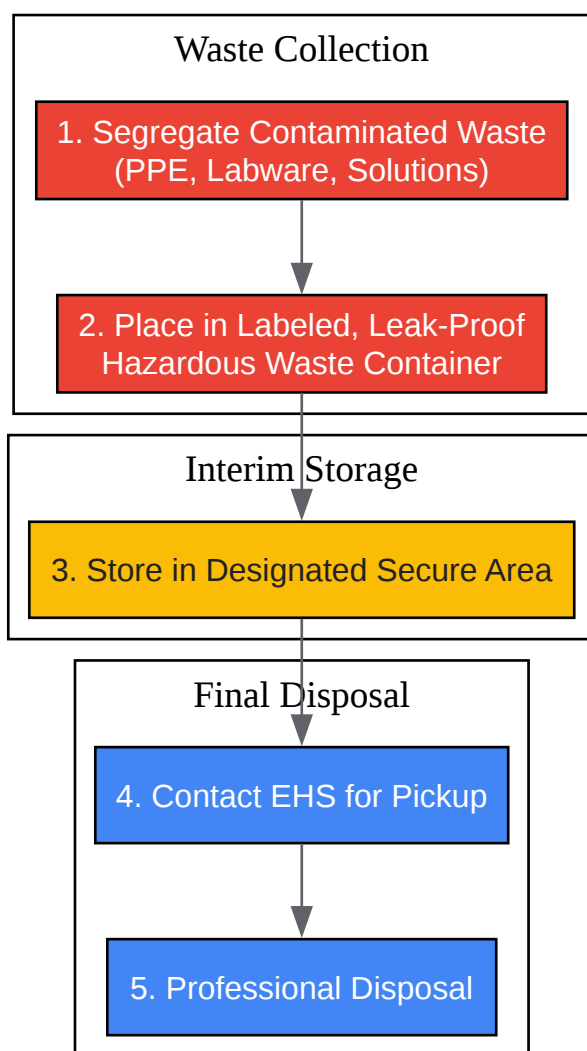 Waste Collection
1. Segregate Contaminated Waste
(PPE, Labware, Solutions)
2. Place in Labeled, Leak-Proof
Hazardous Waste Container
Interim Storage
3. Store in Designated Secure Area
Final Disposal
4. Contact EHS for Pickup
5. Professional Disposal